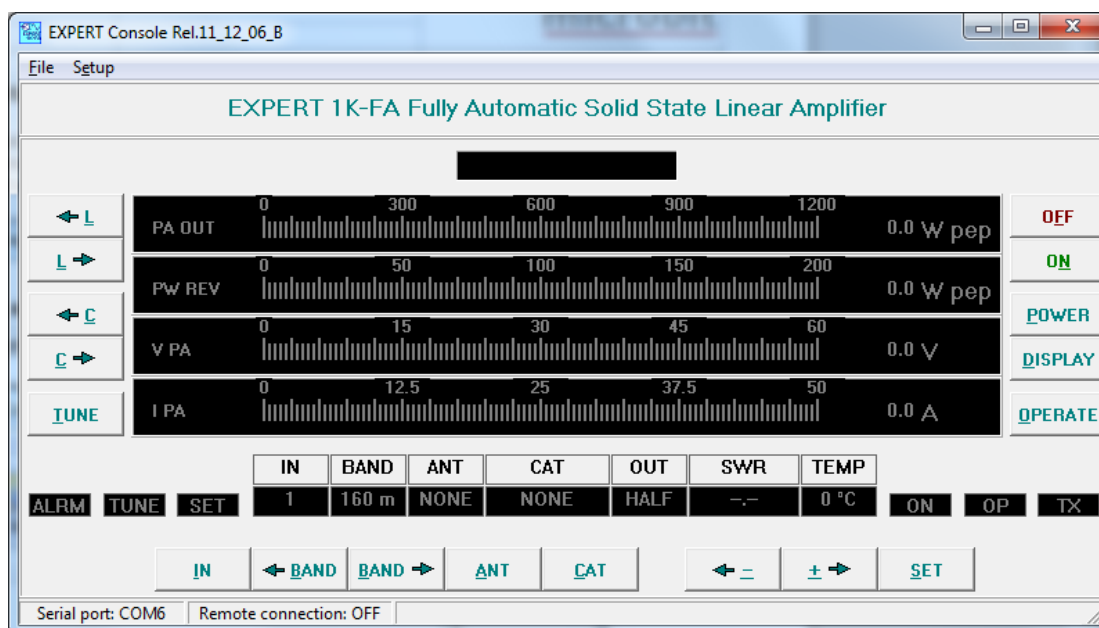 EXPERT Console Rel.11_12_06_B
File Setup
EXPERT 1K-FA Fully Automatic Solid State Linear Amplifier
L
L
C
C
TUNE
0 300 600 900 1200
PA OUT 0.0 W pep
0 50 100 150 200
PW REV 0.0 W pep
0 15 30 45 60
V PA 0.0 V
0 12.5 25 37.5 50
I PA 0.0 A
OFF
ON
POWER
DISPLAY
OPERATE
IN BAND ANT CAT OUT SWR TEMP
1 160 m NONE NONE HALF -.- 0 °C
ALRM TUNE SET ON OP TX
IN BAND BAND ANT CAT - + SET
Serial port: COM6 Remote connection: OFF